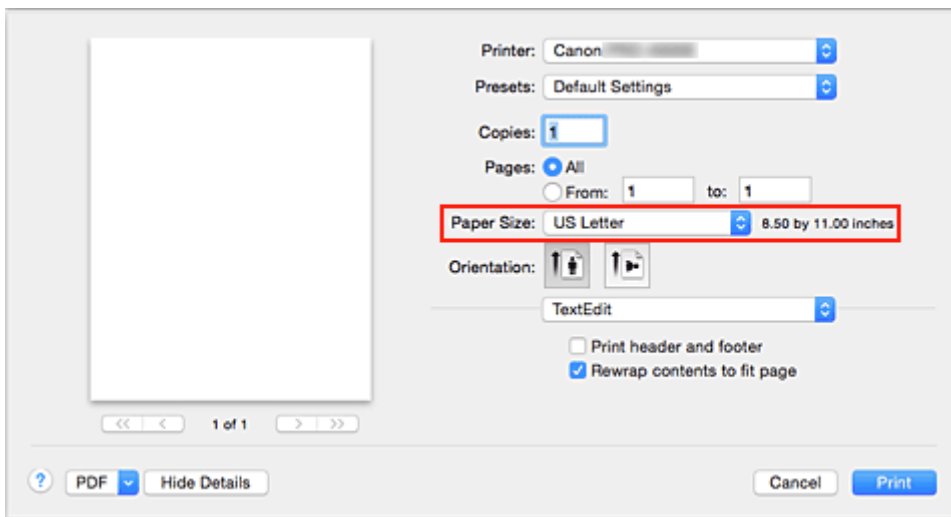 Printer: Canon
Presets: Default Settings
Copies: 1
Pages: All
From: 1 to: 1
Paper Size: US Letter 8.50 by 11.00 inches
Orientation:
TextEdit
Print header and footer
Rewrap contents to fit page
<< < 1 of 1 > >>
? PDF Hide Details Cancel Print